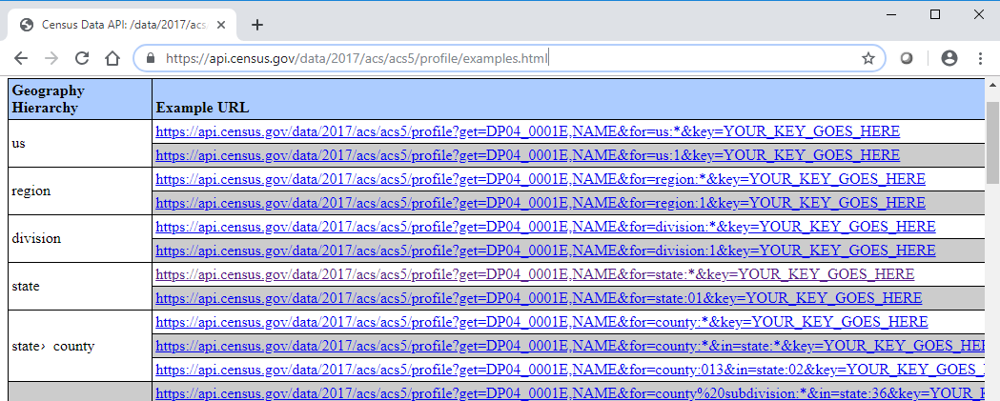 Census Data API: /data/2017/acs
https://api.census.gov/data/2017/acs/acs5/profile/examples.html
Geography Hierarchy
Example URL
us
https://api.census.gov/data/2017/acs/acs5/profile?get=DP04_0001E,NAME&for=us:*&key=YOUR_KEY_GOES_HERE
https://api.census.gov/data/2017/acs/acs5/profile?get=DP04_0001E,NAME&for=us:1&key=YOUR_KEY_GOES_HERE
region
https://api.census.gov/data/2017/acs/acs5/profile?get=DP04_0001E,NAME&for=region:*&key=YOUR_KEY_GOES_HERE
https://api.census.gov/data/2017/acs/acs5/profile?get=DP04_0001E,NAME&for=region:1&key=YOUR_KEY_GOES_HERE
division
https://api.census.gov/data/2017/acs/acs5/profile?get=DP04_0001E,NAME&for=division:*&key=YOUR_KEY_GOES_HERE
https://api.census.gov/data/2017/acs/acs5/profile?get=DP04_0001E,NAME&for=division:1&key=YOUR_KEY_GOES_HERE
state
https://api.census.gov/data/2017/acs/acs5/profile?get=DP04_0001E,NAME&for=state:*&key=YOUR_KEY_GOES_HERE
https://api.census.gov/data/2017/acs/acs5/profile?get=DP04_0001E,NAME&for=state:01&key=YOUR_KEY_GOES_HERE
state› county
https://api.census.gov/data/2017/acs/acs5/profile?get=DP04_0001E,NAME&for=county:*&key=YOUR_KEY_GOES_HERE
https://api.census.gov/data/2017/acs/acs5/profile?get=DP04_0001E,NAME&for=county:*&in=state:*&key=YOUR_KEY_GOES_HE
https://api.census.gov/data/2017/acs/acs5/profile?get=DP04_0001E,NAME&for=county:013&in=state:02&key=YOUR_KEY_GOES_
https://api.census.gov/data/2017/acs/acs5/profile?get=DP04_0001E,NAME&for=county%20subdivision:*&in=state:36&key=YOUR_K